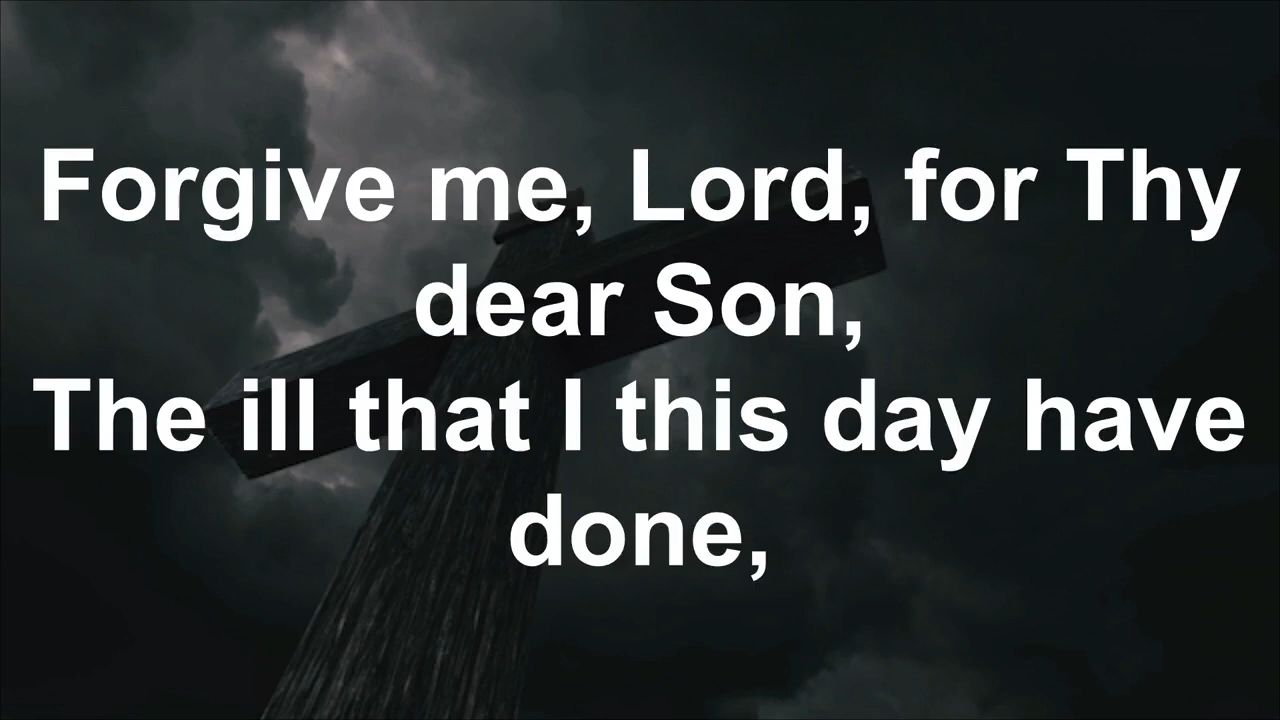 Forgive me, Lord, for Thy
dear Son,
The ill that I this day have
done,